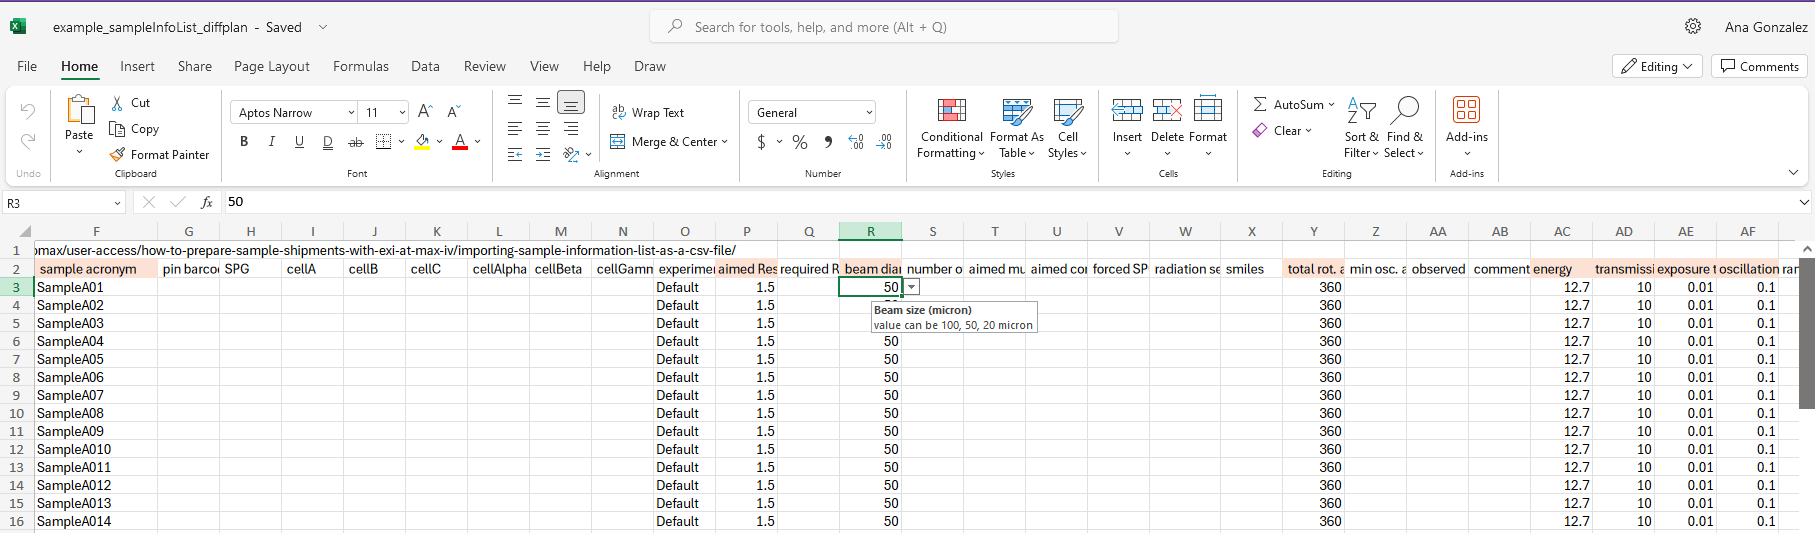 example_sampleInfoList_diffplan - Saved
Search for tools, help, and more (Alt + Q)
Ana Gonzalez
File Home Insert Share Page Layout Formulas Data Review View Help Draw
Editing Comments
Paste Cut Copy Format Painter
Aptos Narrow 11
B I U D ab A
ab Wrap Text
Merge & Center
General
$ % 9 .00 .00
Conditional Formatting Format As Table Cell Styles
Insert Delete Format
AutoSum Clear
Sort & Filter Find & Select
Add-ins
Undo Clipboard Font Alignment Number Styles Cells Editing Add-ins
R3 fx 50
F G H I J K L M N O P Q R S T U V W X Y Z AA AB AC AD AE AF
1 omax/user-access/how-to-prepare-sample-shipments-with-exi-at-max-iv/importing-sample-information-list-as-a-csv-file/
2 sample acronym pin barco SPG cellA cellB cellC cellAlpha cellBeta cellGamm experime aimed Res required R beam dia number o aimed mu aimed co forced SP radiation se smiles total rot. a min osc. a observed comment energy transmissi exposure t oscillation ran
3 SampleA01 Default 1.5 50 360 12.7 10 0.01 0.1
4 SampleA02 Default 1.5 360 12.7 10 0.01 0.1
Beam size (micron)
value can be 100, 50, 20 micron
5 SampleA03 Default 1.5 360 12.7 10 0.01 0.1
6 SampleA04 Default 1.5 50 360 12.7 10 0.01 0.1
7 SampleA05 Default 1.5 50 360 12.7 10 0.01 0.1
8 SampleA06 Default 1.5 50 360 12.7 10 0.01 0.1
9 SampleA07 Default 1.5 50 360 12.7 10 0.01 0.1
10 SampleA08 Default 1.5 50 360 12.7 10 0.01 0.1
11 SampleA09 Default 1.5 50 360 12.7 10 0.01 0.1
12 SampleA010 Default 1.5 50 360 12.7 10 0.01 0.1
13 SampleA011 Default 1.5 50 360 12.7 10 0.01 0.1
14 SampleA012 Default 1.5 50 360 12.7 10 0.01 0.1
15 SampleA013 Default 1.5 50 360 12.7 10 0.01 0.1
16 SampleA014 Default 1.5 50 360 12.7 10 0.01 0.1